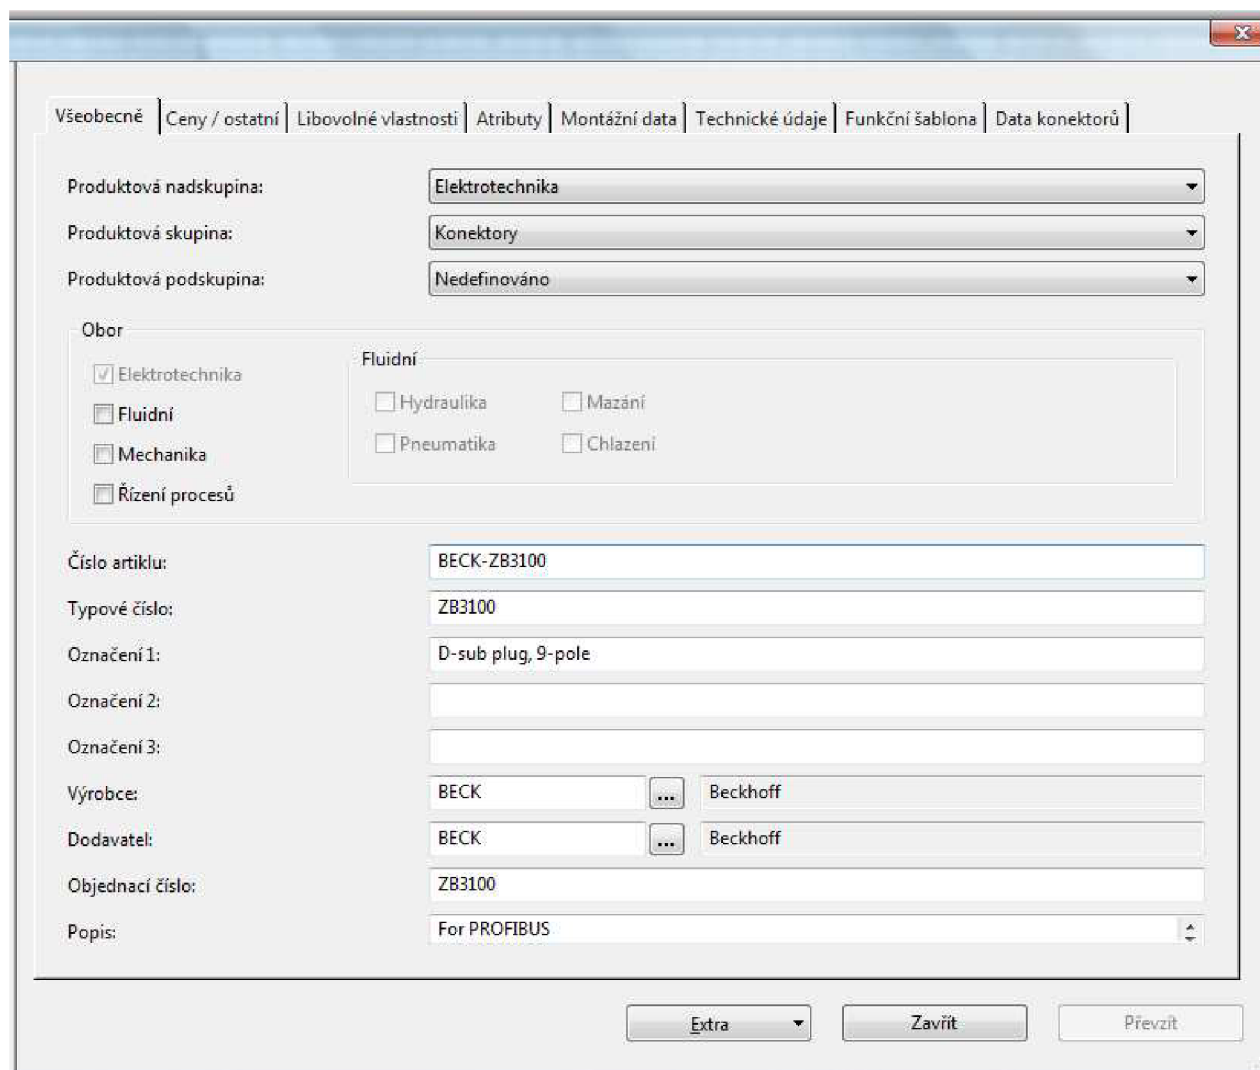 Všeobecně Ceny / ostatní Libovolné vlastnosti Atributy Montážní data Technické údaje Funkční šablona Data konektorů
Produktová nadskupina: Elektrotechnika
Produktová skupina: Konektory
Produktová podskupina: Nedefinováno
Obor
Elektrotechnika
Fluidní
Mechanika
Řízení procesů
Fluidní
Hydraulika Mazání
Pneumatika Chlazení
Číslo artiklu: BECK-ZB3100
Typové číslo: ZB3100
Označení 1: D-sub plug, 9-pole
Označení 2:
Označení 3:
Výrobce: BECK ... Beckhoff
Dodavatel: BECK ... Beckhoff
Objednací číslo: ZB3100
Popis: For PROFIBUS
Extra Zavřít Převzít